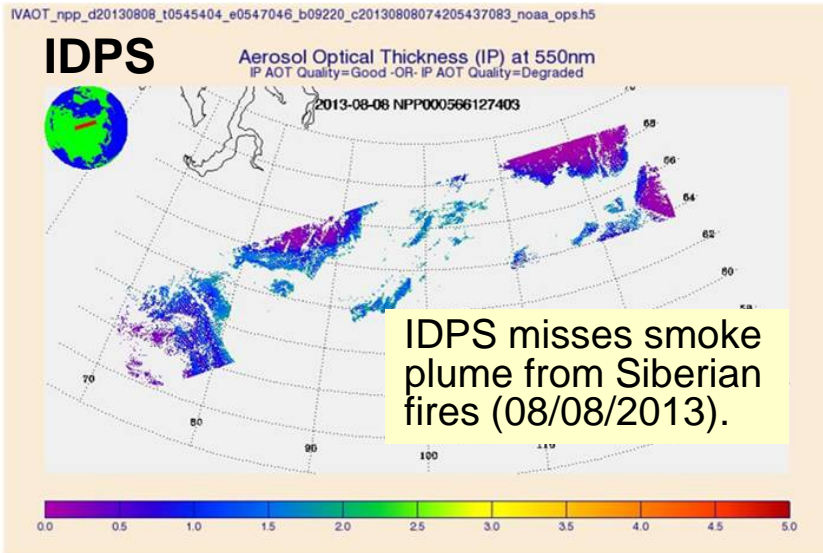 IVAOT_npp_d20130808_t0545404_e0547046_b09220_c20130808074205437083_noaa_ops.h5
IDPS
Aerosol Optical Thickness (IP) at 550nm
IP AOT Quality=Good -OR- IP AOT Quality=Degraded
2013-08-08 NPP000566127403
68
66
64
62
60
IDPS misses smoke
plume from Siberian
fires (08/08/2013).
70
80
90
100
0.0 0.5 1.0 1.5 2.0 2.5 3.0 3.5 4.0 4.5 5.0